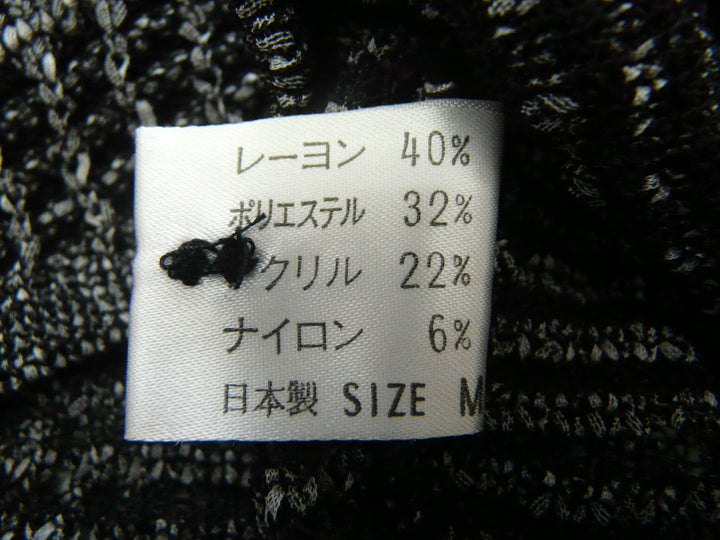 レーヨン 40%
ポリエステル 32%
クリル 22%
ナイロン 6%
日本製 SIZE M